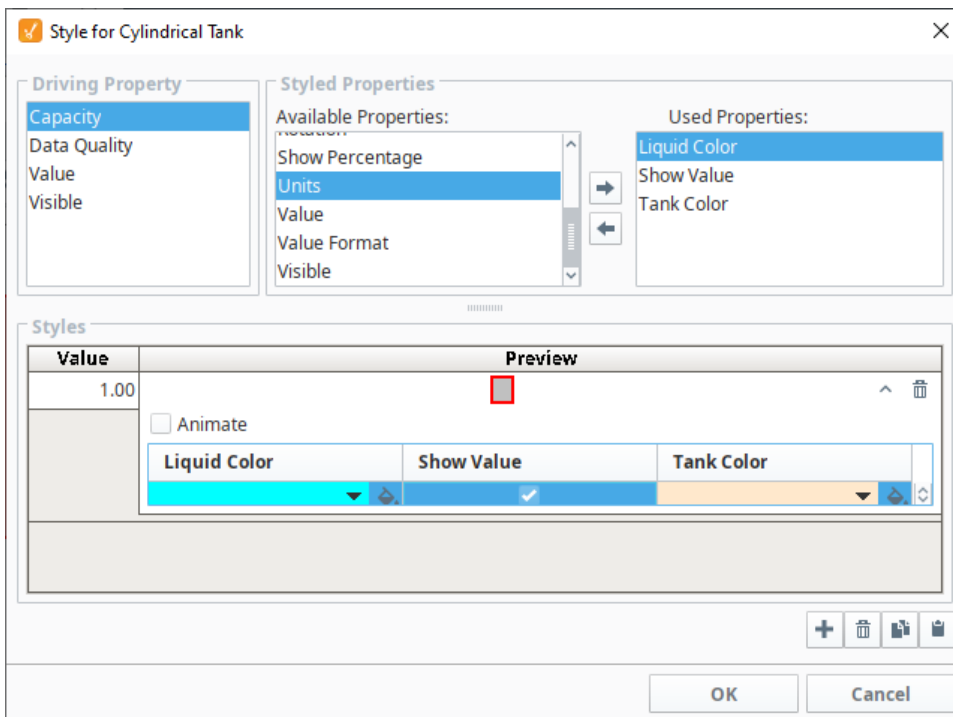 Style for Cylindrical Tank
Driving Property
Capacity
Data Quality
Value
Visible
Styled Properties
Available Properties:
Rotation
Show Percentage
Units
Value
Value Format
Visible
Used Properties:
Liquid Color
Show Value
Tank Color
Styles
Value Preview
1.00
Animate
Liquid Color Show Value Tank Color
OK Cancel